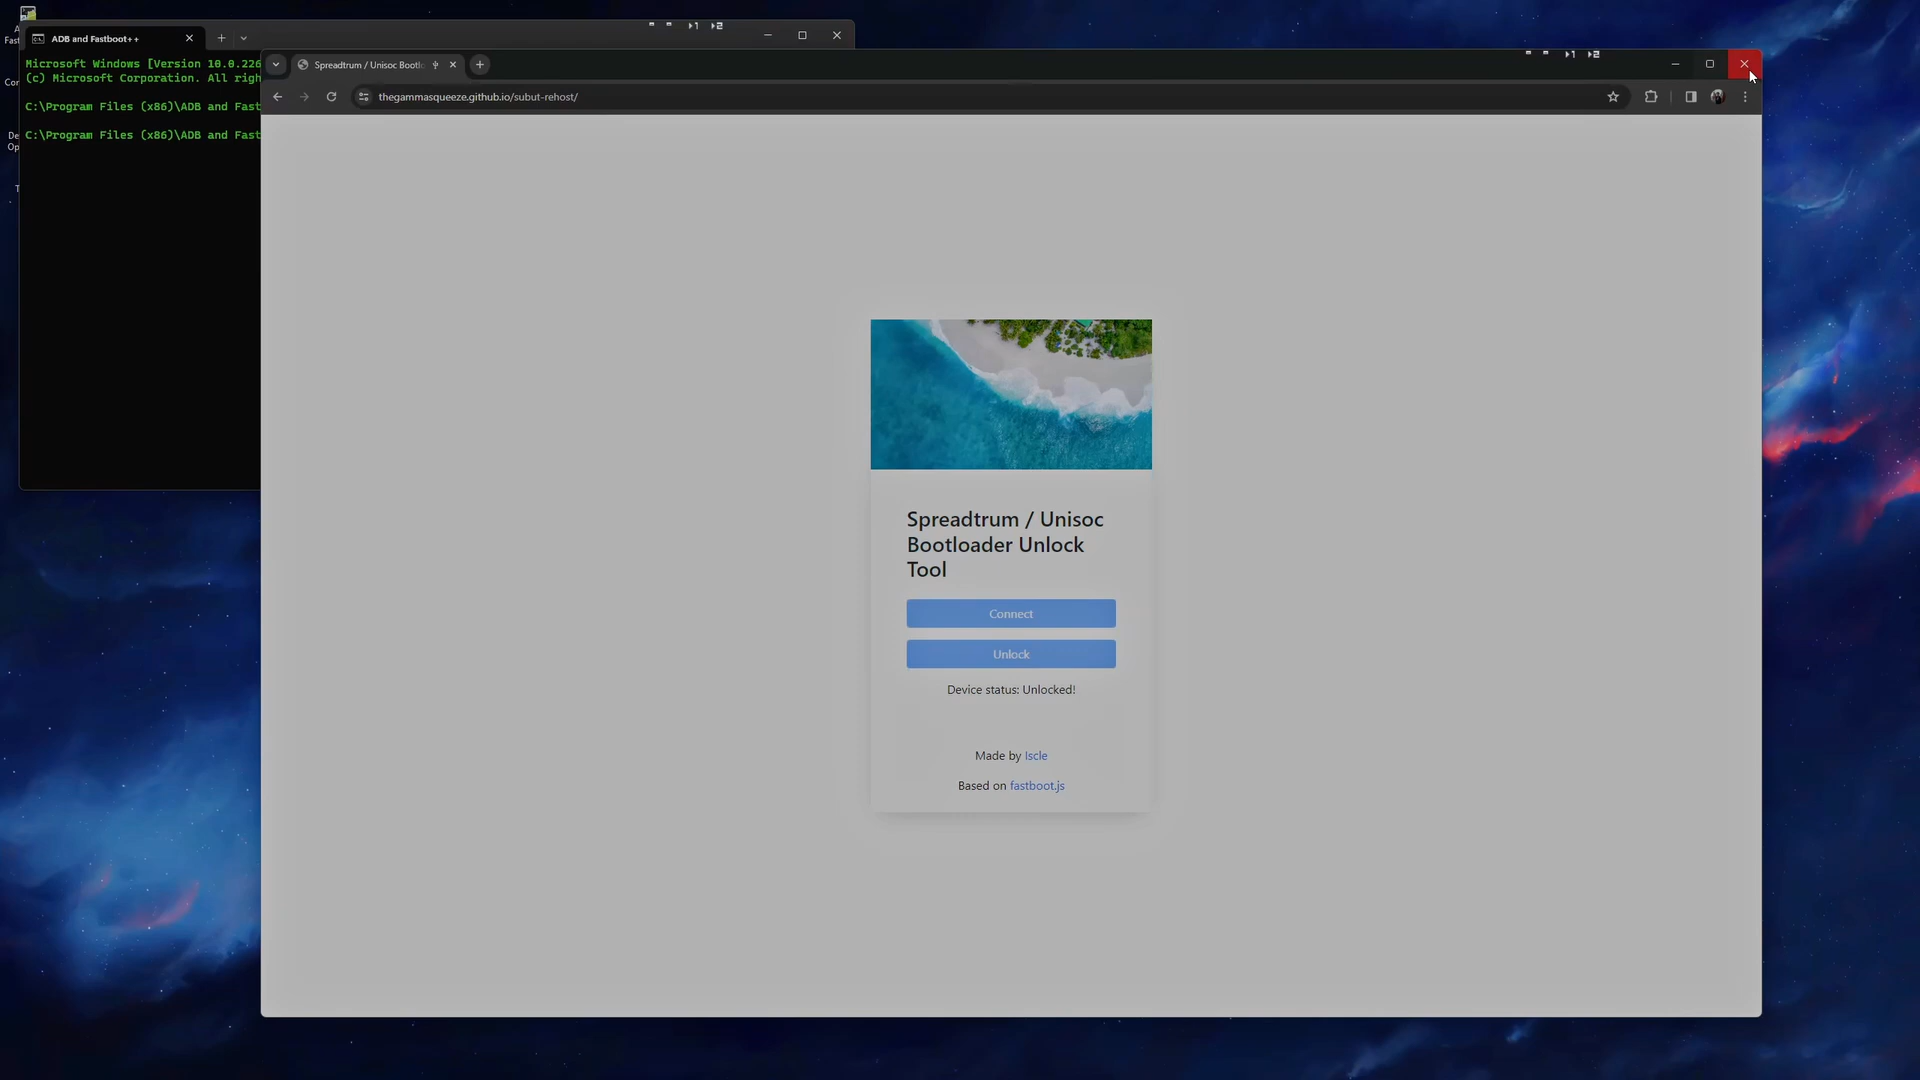 ADB and Fastboot++
Microsoft Windows [Version 10.0.226
(c) Microsoft Corporation. All righ
C:\Program Files (x86)\ADB and Fast
C:\Program Files (x86)\ADB and Fast
Spreadtrum / Unisoc Bootlo
thegammasqueeze.github.io/subut-rehost/
Spreadtrum / Unisoc
Bootloader Unlock
Tool
Connect
Unlock
Device status: Unlocked!
Made by Iscle
Based on fastboot.js